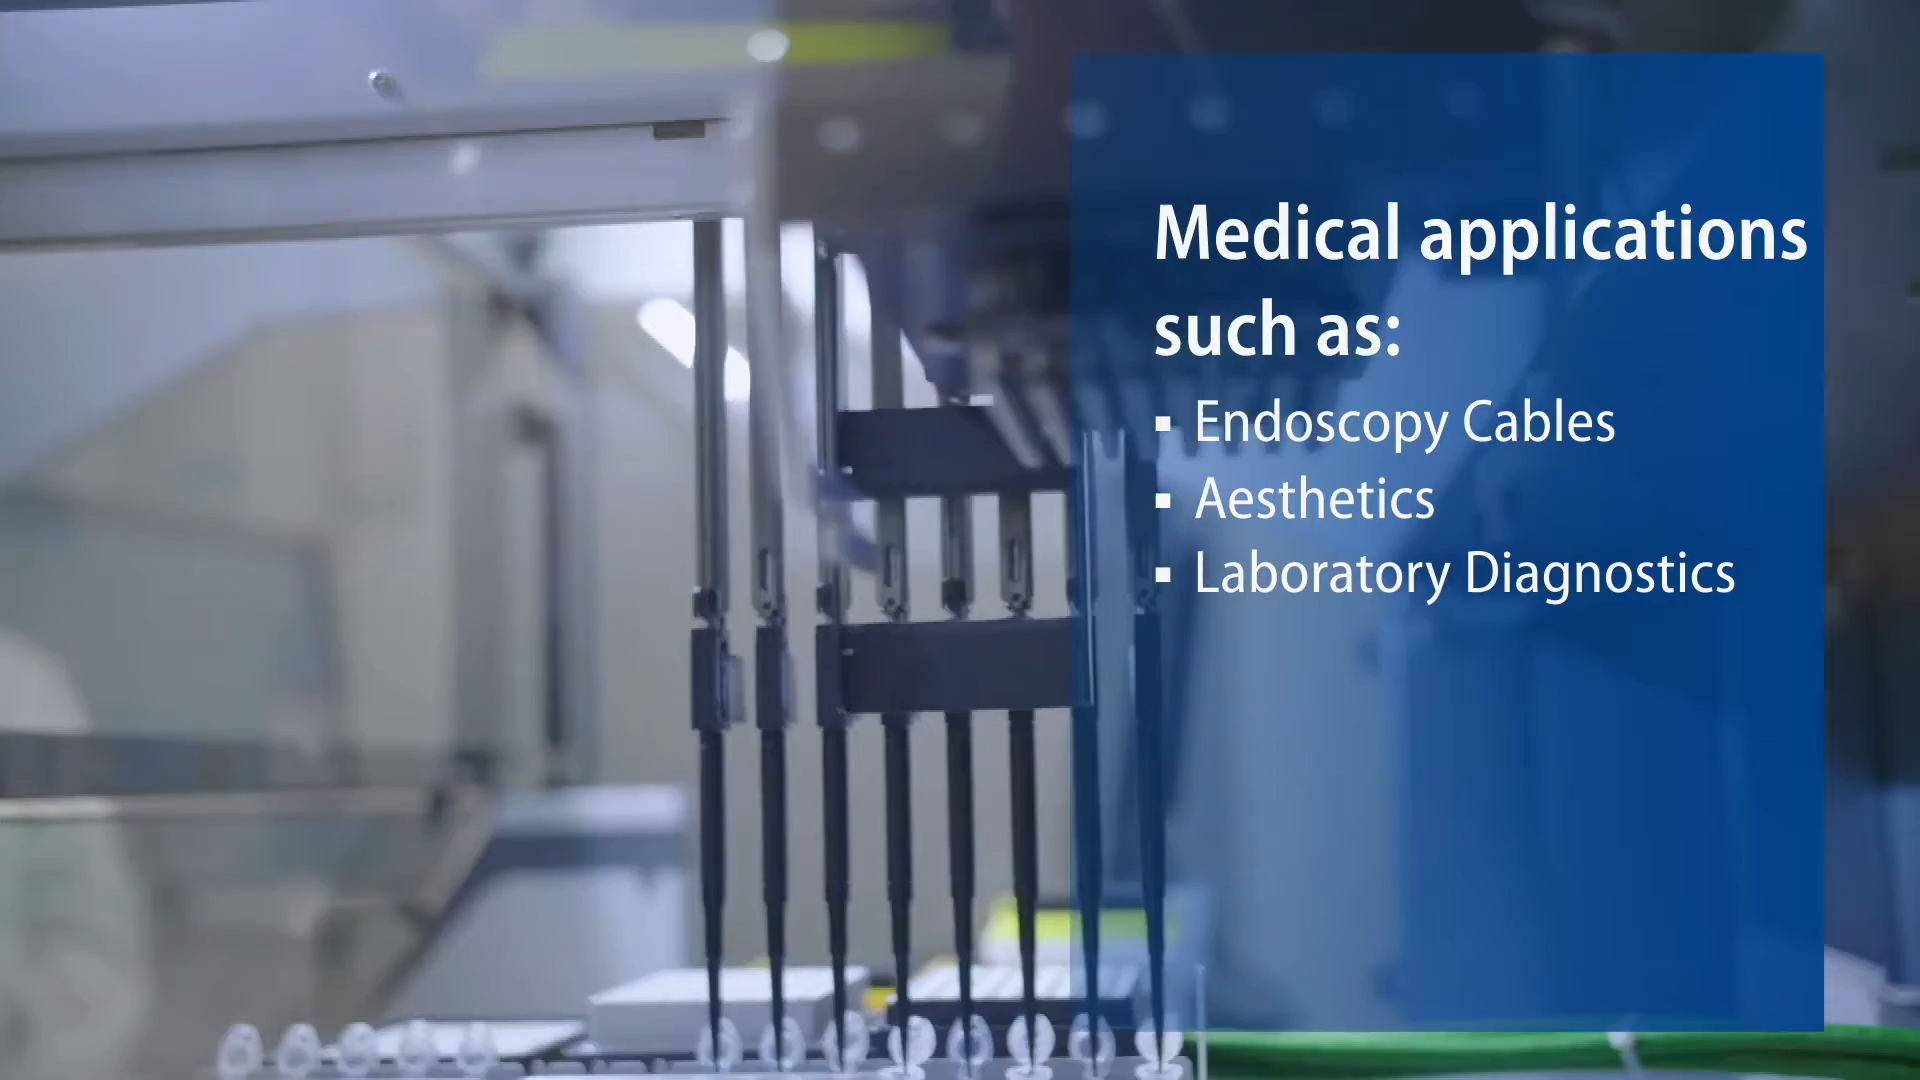 Medical applications
such as:
▪ Endoscopy Cables
▪ Aesthetics
▪ Laboratory Diagnostics